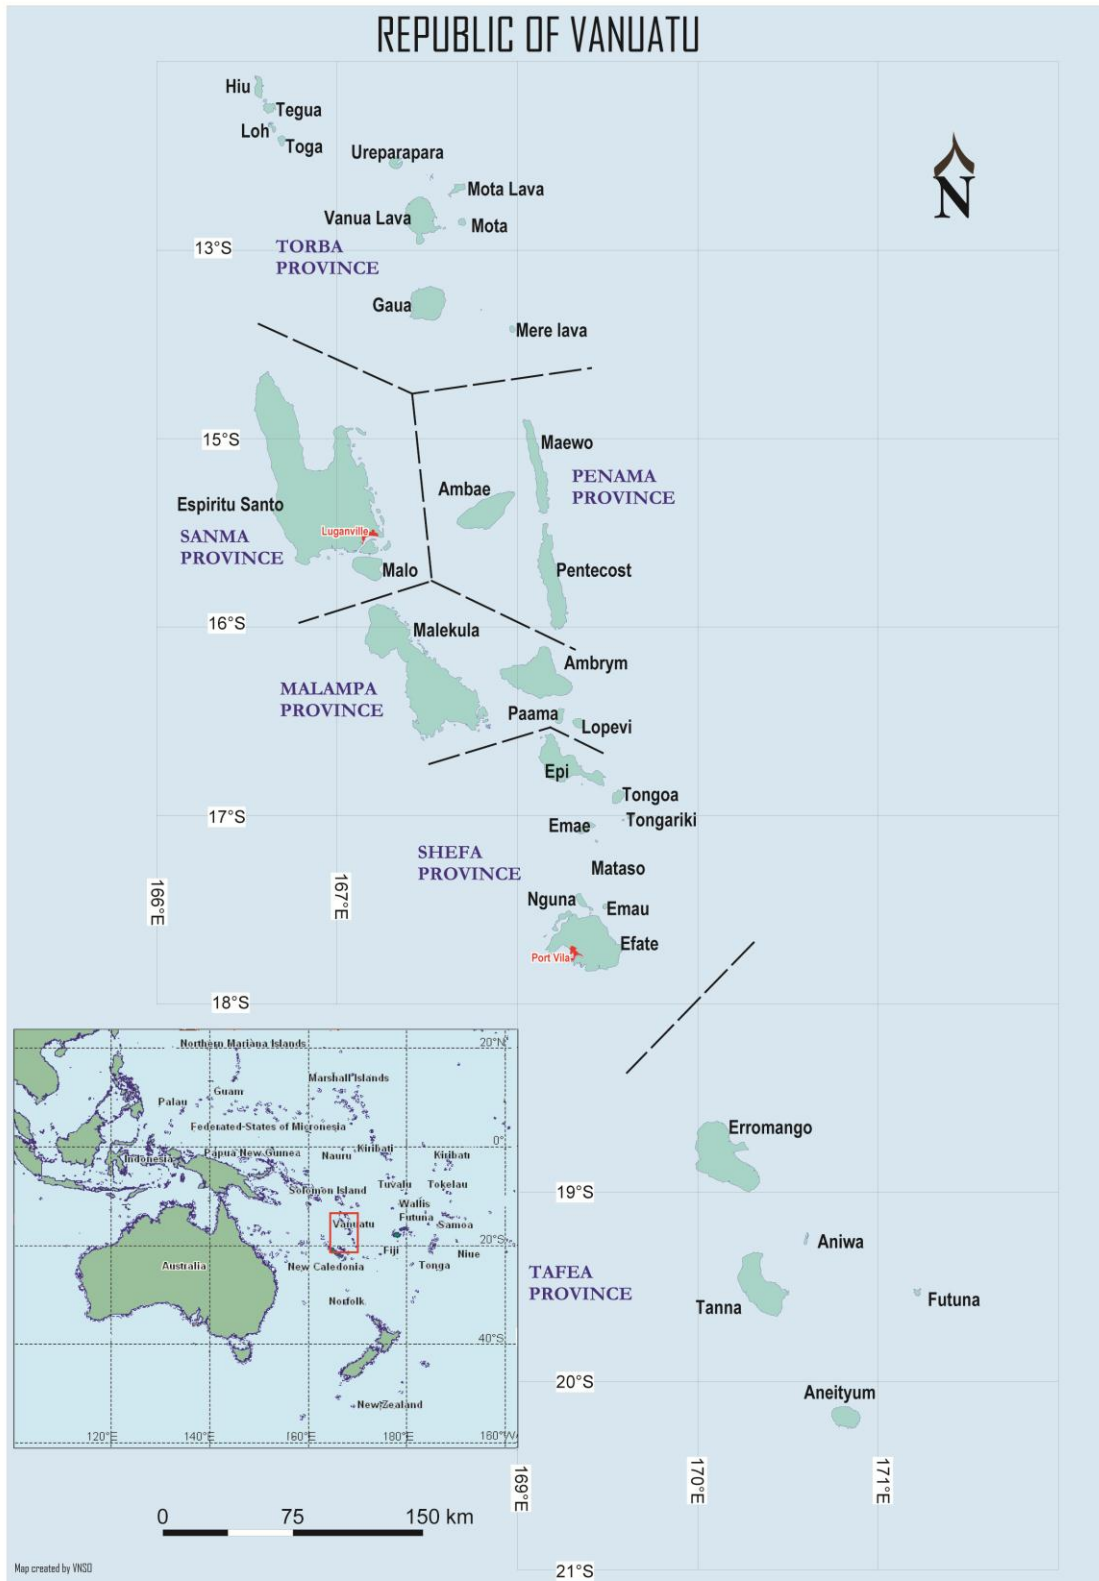 REPUBLIC OF VANUATU
Hiu
Tegua
Loh
Toga
Ureparapara
Mota Lava
Vanua Lava
Mota
N
13°S
TORBA
PROVINCE
Gaua
Mere lava
15°S
Maewo
PENAMA
PROVINCE
Ambae
Espiritu Santo
SANMA
PROVINCE
Luganville
Malo
Pentecost
16°S
Malekula
Ambrym
MALAMPA
PROVINCE
Paama
Lopevi
Epi
Tongoa
17°S
Emae
Tongariki
SHEFA
PROVINCE
Mataso
166°E
167°E
Nguna
Emau
Efate
Port Vila
18°S
Northern Mariana Islands
20°N
Marshall Islands
Guam
Palau
Federated States of Micronesia
0°
Indonesia
Papua New Guinea
Nauru
Kiribati
Kiribati
Solomon Island
Tuvalu
Tokelau
Wallis
Futuna
Vanuatu
Samoa
20°S
Fiji
Niue
Australia
New Caledonia
Tonga
Norfolk
40°S
New Zealand
120°E
140°E
160°E
180°E
160°W
Erromango
19°S
Aniwa
TAFEA
PROVINCE
Tanna
Futuna
20°S
Aneityum
169°E
170°E
171°E
0 75 150 km
21°S
Map created by VNSO